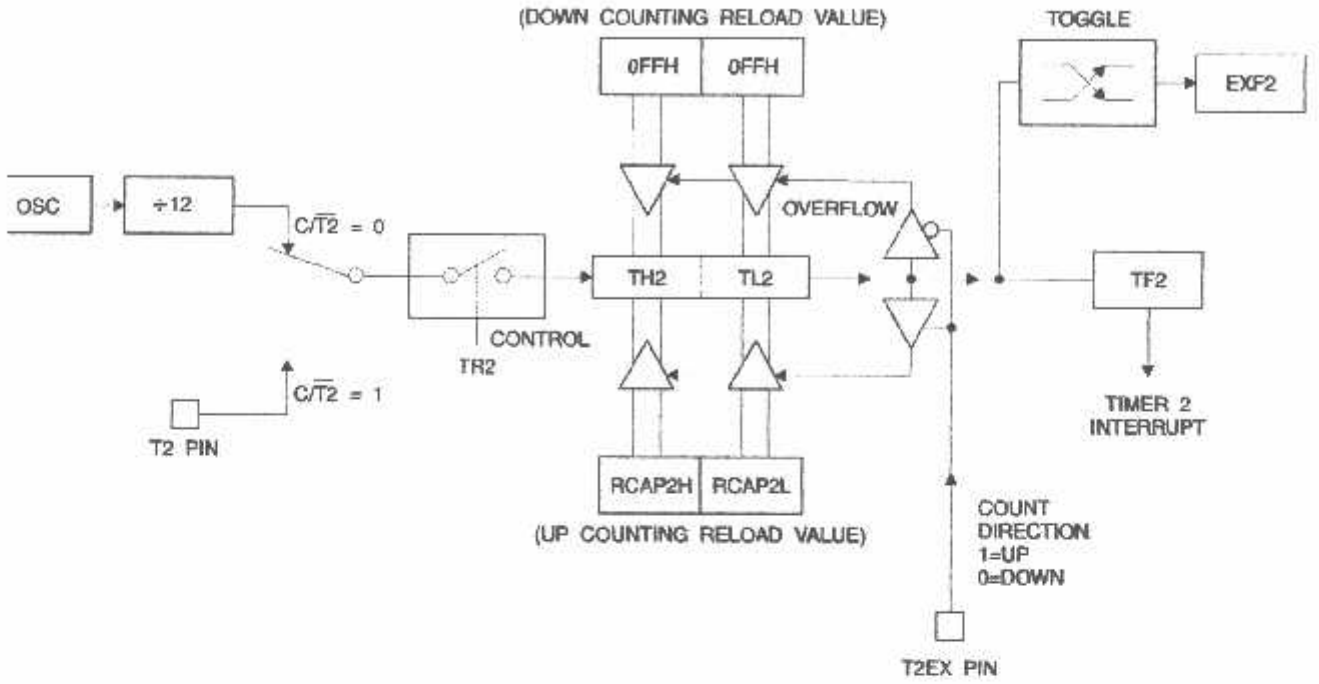 (DOWN COUNTING RELOAD VALUE)
TOGGLE
0FFH
0FFH
EXF2
OSC
÷12
C/T2̅ = 0
OVERFLOW
TH2
TL2
TF2
CONTROL
TR2
C/T2̅ = 1
T2 PIN
TIMER 2
INTERRUPT
RCAP2H
RCAP2L
(UP COUNTING RELOAD VALUE)
COUNT
DIRECTION
1=UP
0=DOWN
T2EX PIN